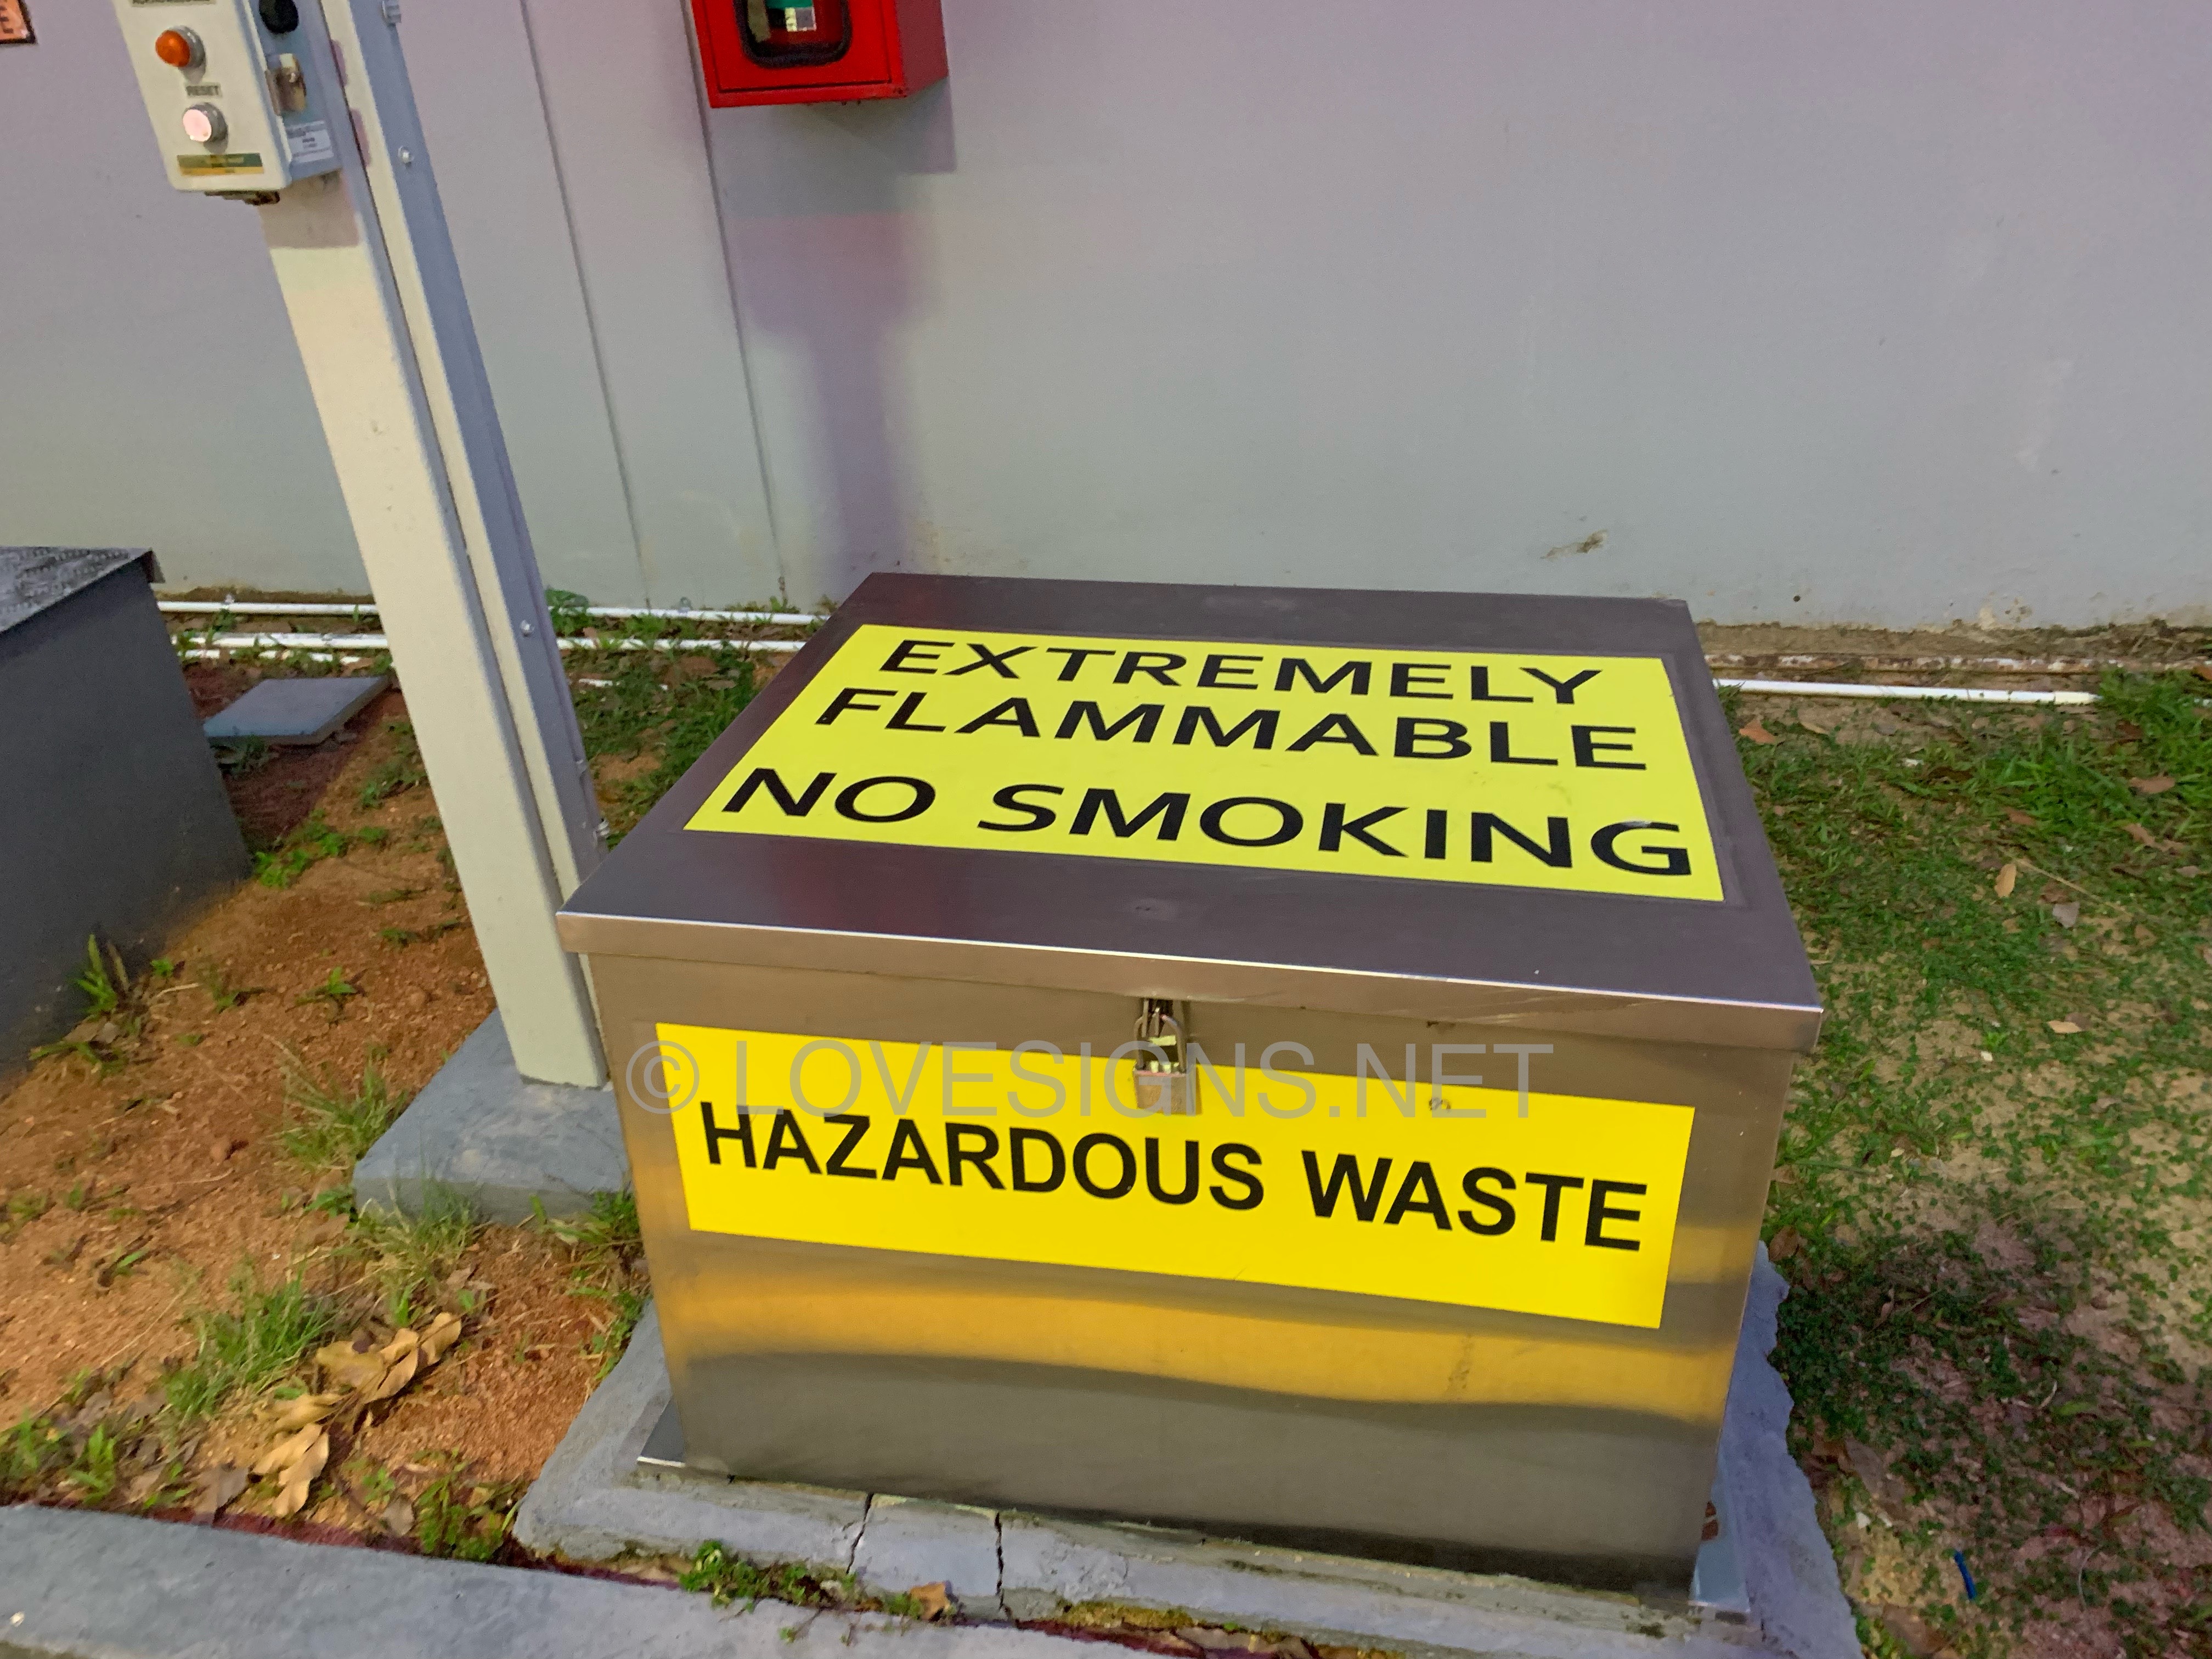 RESET
EXTREMELY
FLAMMABLE
NO SMOKING
© LOVESIGNS.NET
HAZARDOUS WASTE